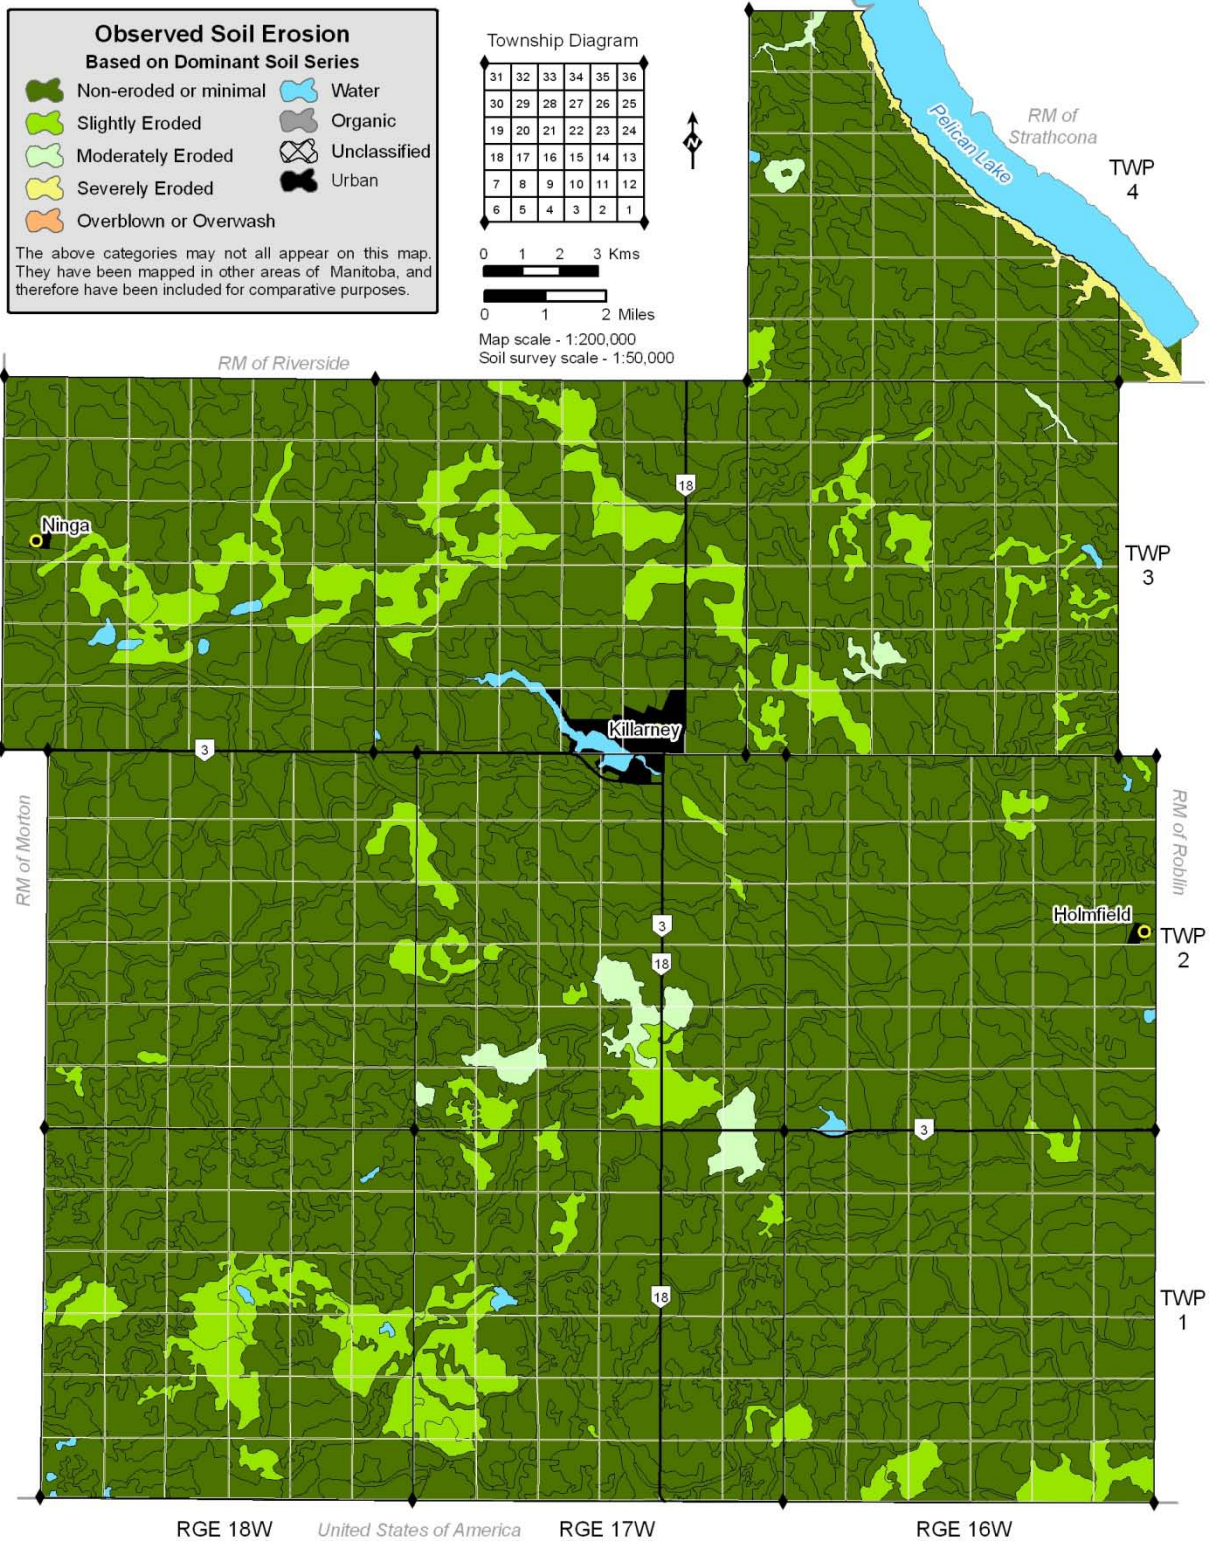 Observed Soil Erosion
Based on Dominant Soil Series
Non-eroded or minimal
Slightly Eroded
Moderately Eroded
Severely Eroded
Overblown or Overwash
Water
Organic
Unclassified
Urban
The above categories may not all appear on this map.
They have been mapped in other areas of Manitoba, and
therefore have been included for comparative purposes.
Township Diagram
31 32 33 34 35 36
30 29 28 27 26 25
19 20 21 22 23 24
18 17 16 15 14 13
7 8 9 10 11 12
6 5 4 3 2 1
N
0 1 2 3 Kms
0 1 2 Miles
Map scale - 1:200,000
Soil survey scale - 1:50,000
Pelican Lake
RM of
Strathcona
TWP
4
RM of Riverside
18
Ninga
TWP
3
Killarney
3
RM of Morton
RM of Roblin
Holmfield
3
18
TWP
2
3
18
TWP
1
RGE 18W
United States of America
RGE 17W
RGE 16W